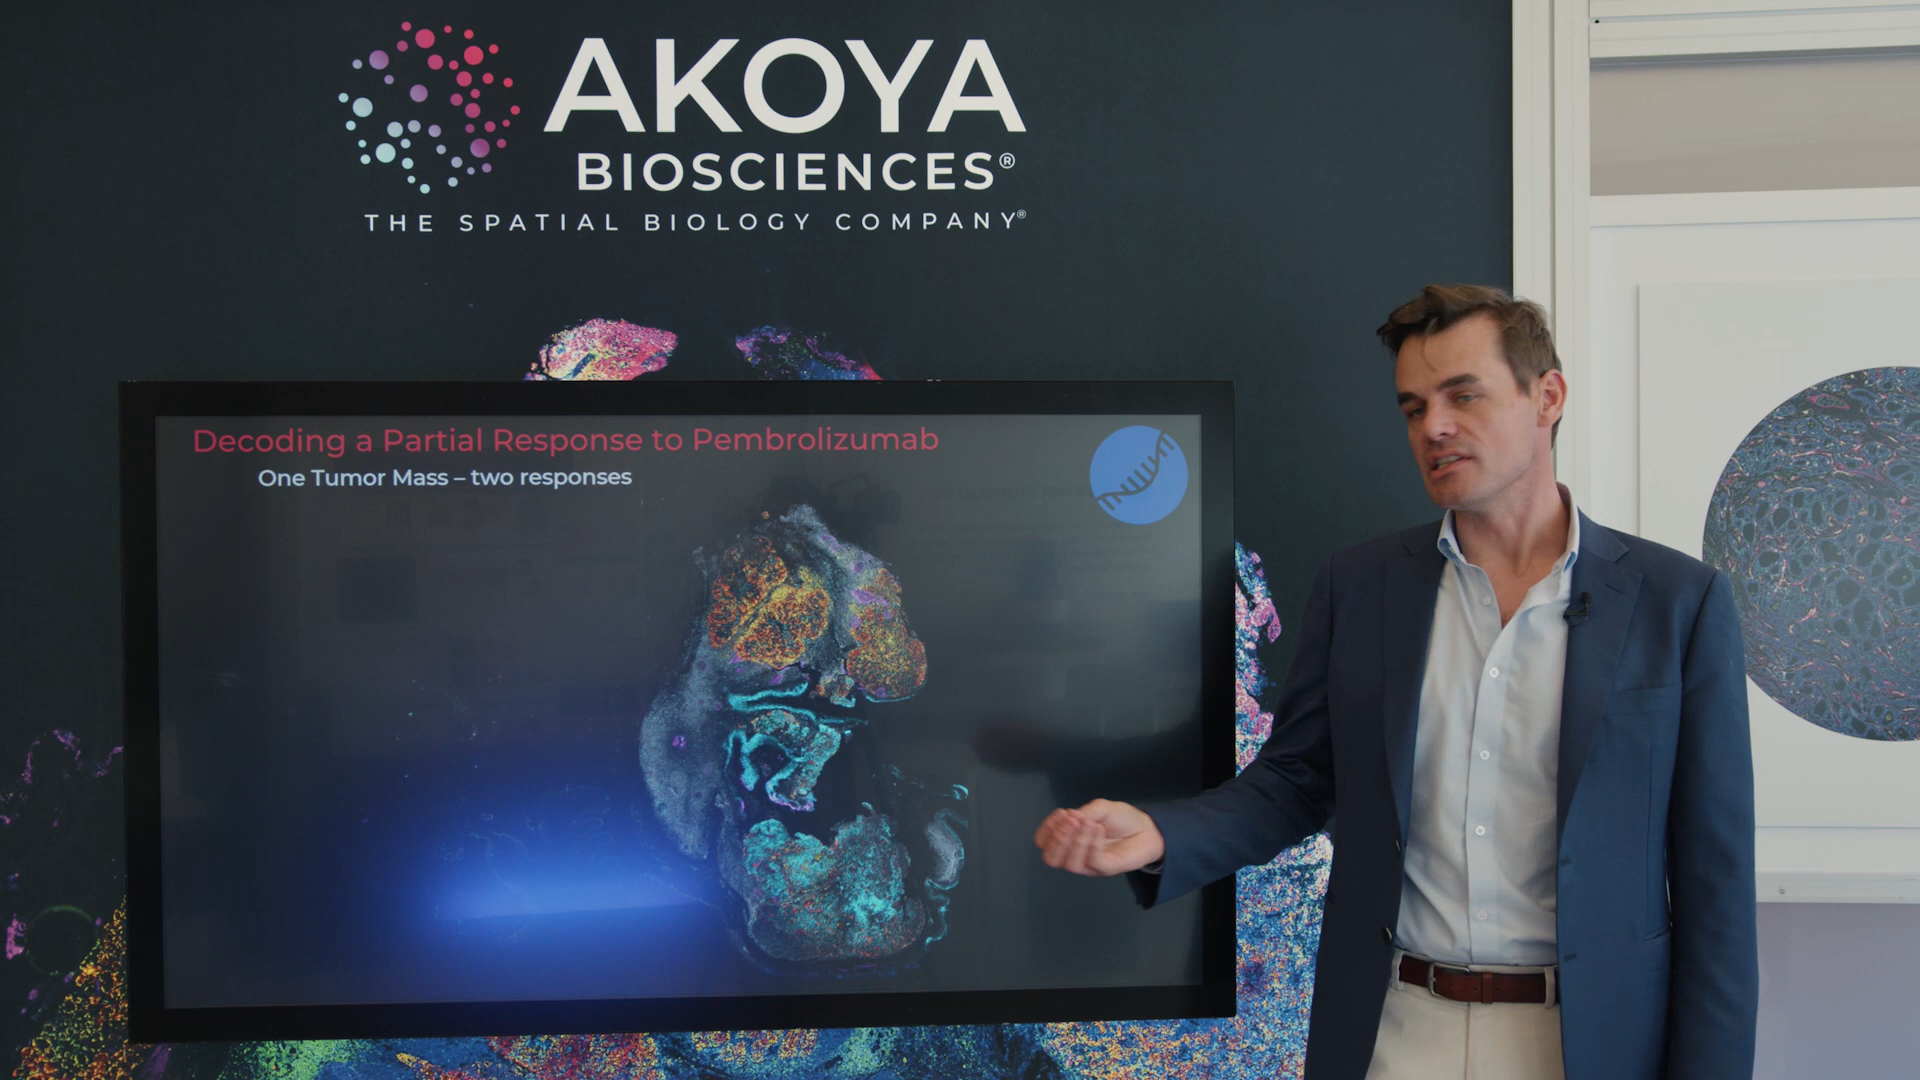 AKOYA
BIOSCIENCES®
THE SPATIAL BIOLOGY COMPANY®
Decoding a Partial Response to Pembrolizumab
One Tumor Mass – two responses